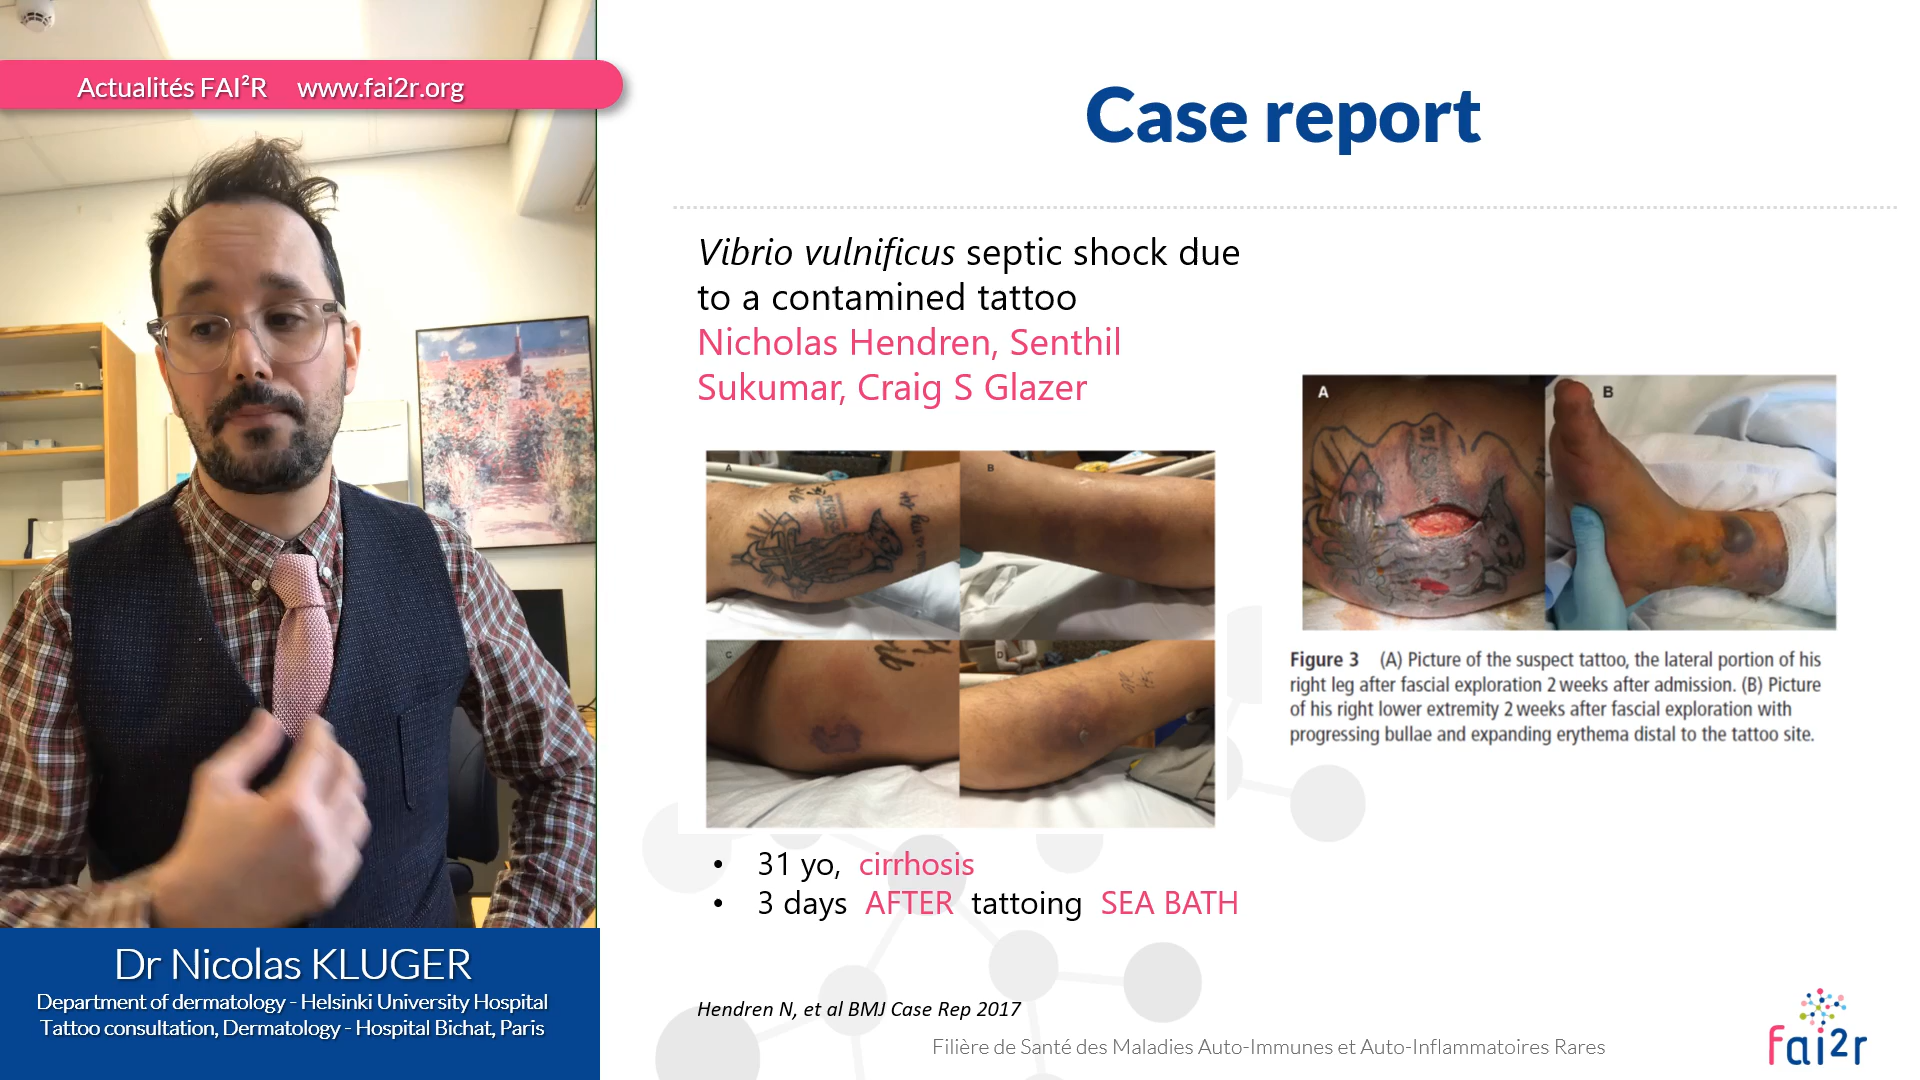 Actualités FAI²R www.fai2r.org
Case report
Vibrio vulnificus septic shock due
to a contamined tattoo
Nicholas Hendren, Senthil
Sukumar, Craig S Glazer
A
B
C
D
A
B
Figure 3 (A) Picture of the suspect tattoo, the lateral portion of his
right leg after fascial exploration 2 weeks after admission. (B) Picture
of his right lower extremity 2 weeks after fascial exploration with
progressing bullae and expanding erythema distal to the tattoo site.
• 31 yo, cirrhosis
• 3 days AFTER tattoing SEA BATH
Dr Nicolas KLUGER
Department of dermatology - Helsinki University Hospital
Tattoo consultation, Dermatology - Hospital Bichat, Paris
Hendren N, et al BMJ Case Rep 2017
Filière de Santé des Maladies Auto-Immunes et Auto-Inflammatoires Rares
fai2r